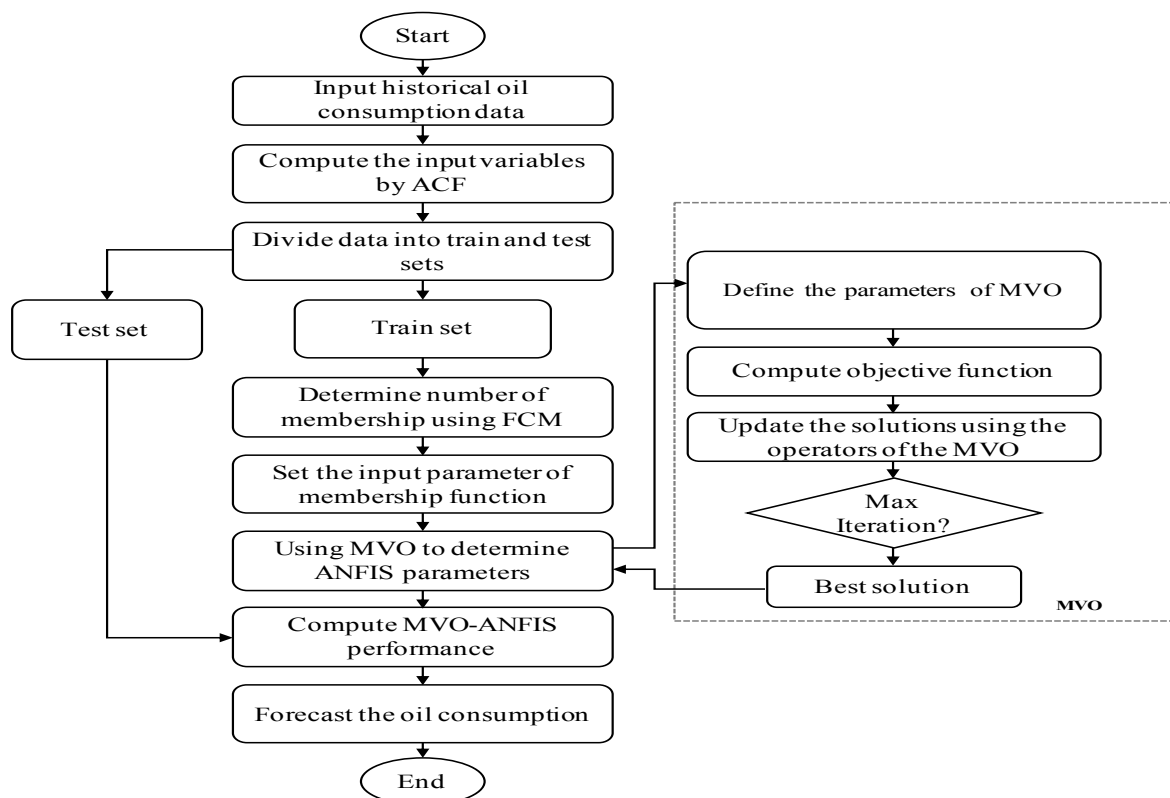 Start
Input historical oil
consumption data
Compute the input variables
by ACF
Divide data into train and test
sets
Test set
Train set
Determine number of
membership using FCM
Set the input parameter of
membership function
Using MVO to determine
ANFIS parameters
Compute MVO-ANFIS
performance
Forecast the oil consumption
End
Define the parameters of MVO
Compute objective function
Update the solutions using the
operators of the MVO
Max
Iteration?
Best solution
MVO